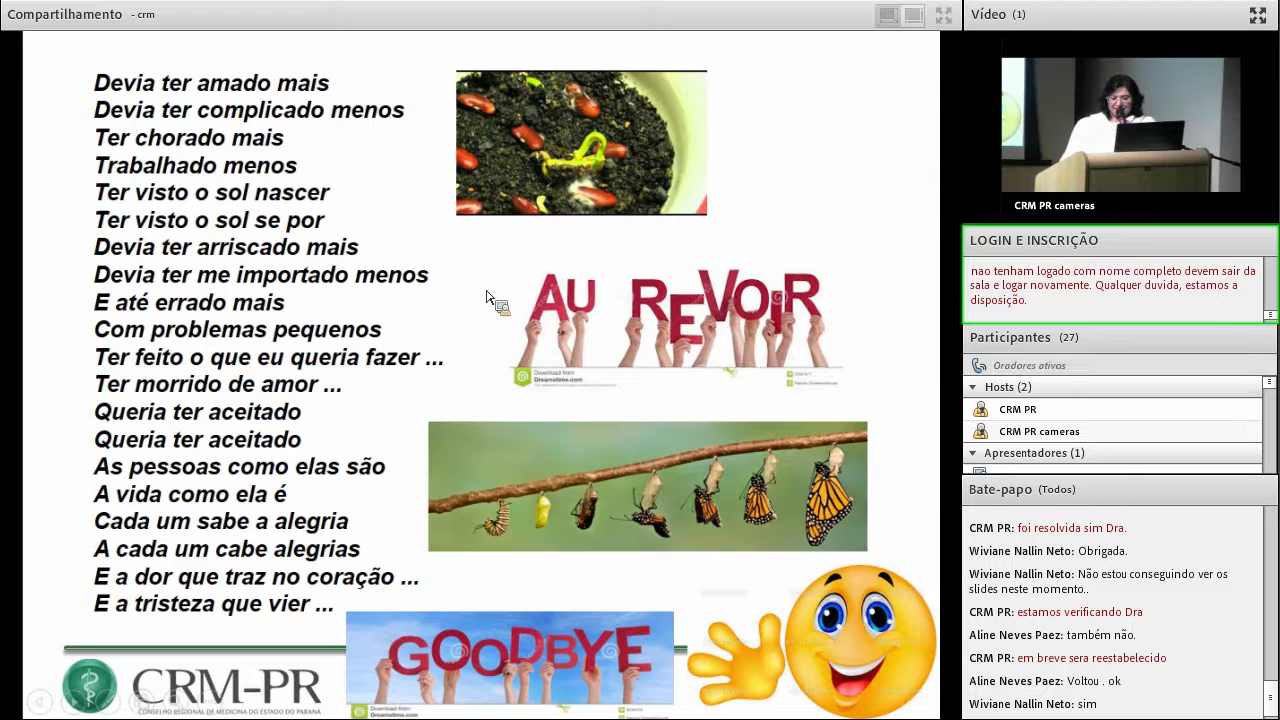 Compartilhamento - crm
Devia ter amado mais
Devia ter complicado menos
Ter chorado mais
Trabalhado menos
Ter visto o sol nascer
Ter visto o sol se por
Devia ter arriscado mais
Devia ter me importado menos
E até errado mais
Com problemas pequenos
Ter feito o que eu queria fazer ...
Ter morrido de amor ...
Queria ter aceitado
Queria ter aceitado
As pessoas como elas são
A vida como ela é
Cada um sabe a alegria
A cada um cabe alegrias
E a dor que traz no coração ...
E a tristeza que vier ...
AU REVOIR
Download from
Dreamstime.com
GOODBYE
Download from
Dreamstime.com
CRM-PR
CONSELHO REGIONAL DE MEDICINA DO ESTADO DO PARANÁ
Vídeo (1)
CRM PR cameras
LOGIN E INSCRIÇÃO
nao tenham logado com nome completo devem sair da
sala e logar novamente. Qualquer duvida, estamos a
disposição.
Participantes (27)
Oradores ativos
Hosts (2)
CRM PR
CRM PR cameras
Apresentadores (1)
Bate-papo (Todos)
CRM PR: foi resolvida sim Dra.
Wiviane Nallin Neto: Obrigada.
Wiviane Nallin Neto: Não estou conseguindo ver os
slides neste momento..
CRM PR: estamos verificando Dra
Aline Neves Paez: também não.
CRM PR: em breve sera reestabelecido
Aline Neves Paez: Voltou . ok
Wiviane Nallin Neto: Ok